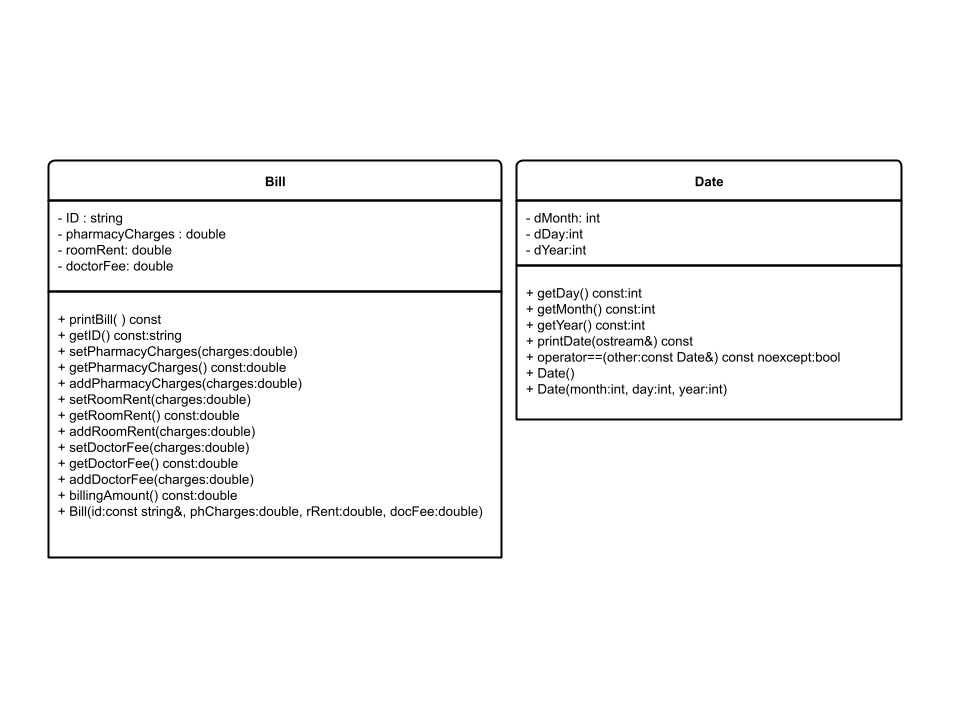 Bill
- ID : string
- pharmacyCharges : double
- roomRent: double
- doctorFee: double
+ printBill( ) const
+ getID() const:string
+ setPharmacyCharges(charges:double)
+ getPharmacyCharges() const:double
+ addPharmacyCharges(charges:double)
+ setRoomRent(charges:double)
+ getRoomRent() const:double
+ addRoomRent(charges:double)
+ setDoctorFee(charges:double)
+ getDoctorFee() const:double
+ addDoctorFee(charges:double)
+ billingAmount() const:double
+ Bill(id:const string&, phCharges:double, rRent:double, docFee:double)
Date
- dMonth: int
- dDay:int
- dYear:int
+ getDay() const:int
+ getMonth() const:int
+ getYear() const:int
+ printDate(ostream&) const
+ operator==(other:const Date&) const noexcept:bool
+ Date()
+ Date(month:int, day:int, year:int)